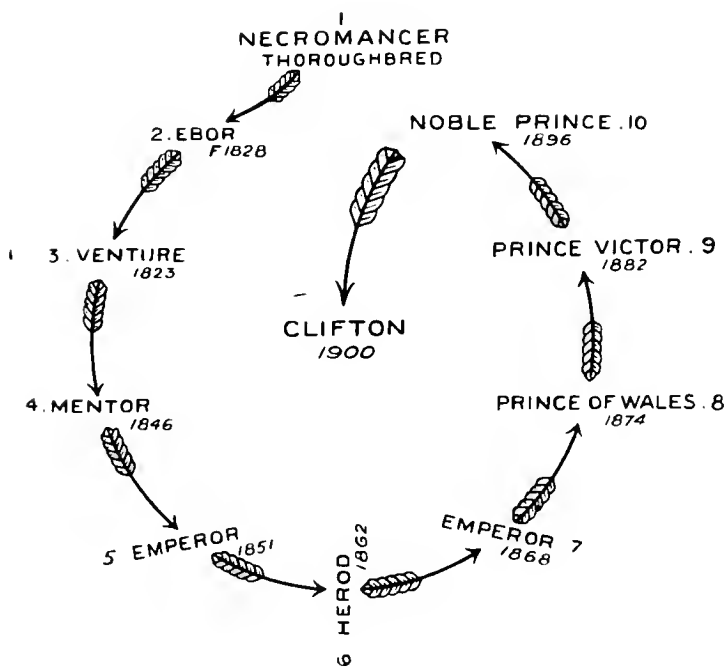 1
NECROMANCER
THOROUGHBRED
2. EBOR
F1828
3. VENTURE
1823
4. MENTOR
1846
5 EMPEROR
1851
6 HEROD
1862
EMPEROR 7
1868
PRINCE OF WALES . 8
1874
PRINCE VICTOR . 9
1882
NOBLE PRINCE . 10
1896
CLIFTON
1900